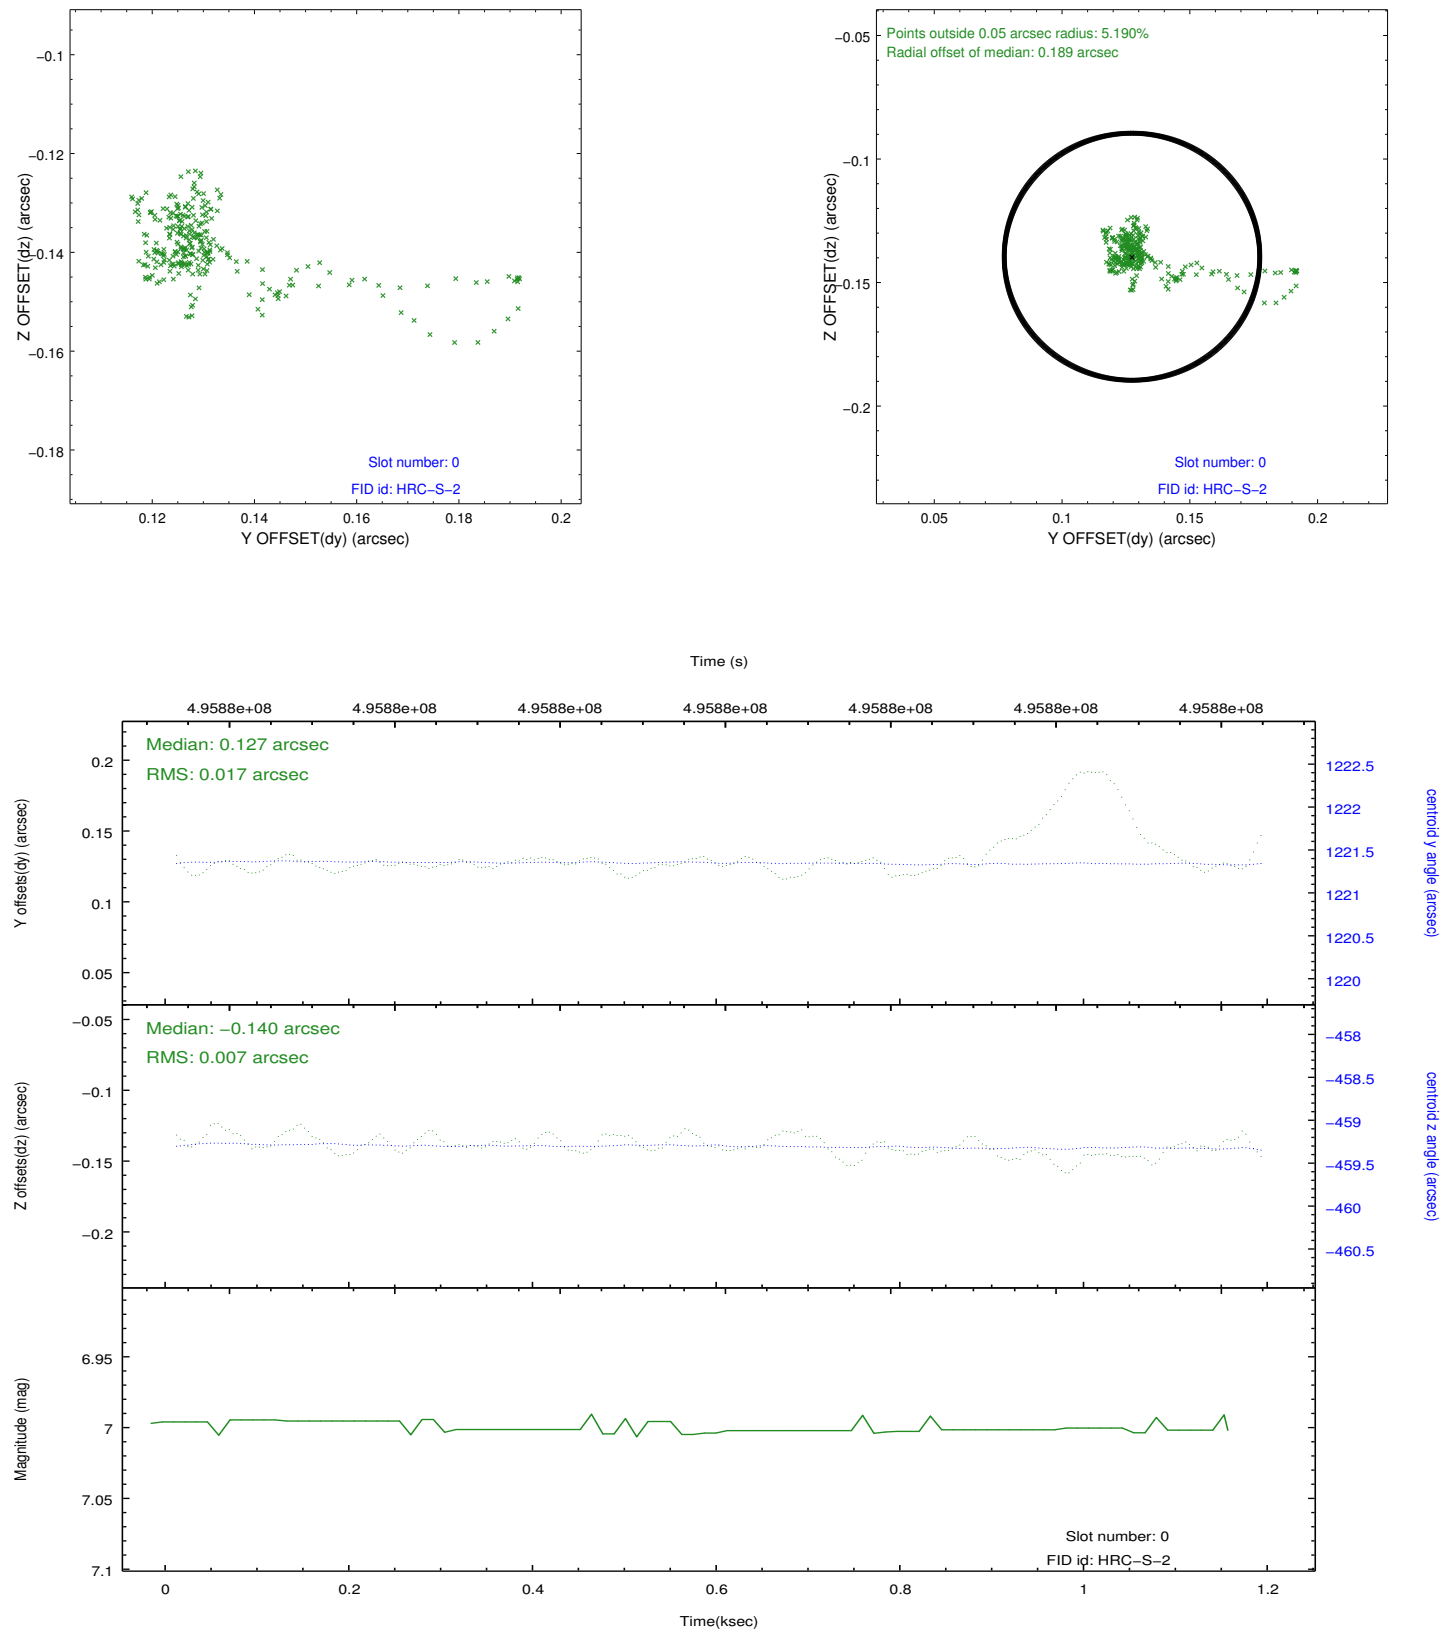 −0.1
−0.12
−0.14
−0.16
−0.18
Z OFFSET(dz) (arcsec)
0.12 0.14 0.16 0.18 0.2
Y OFFSET(dy) (arcsec)
Slot number: 0
FID id: HRC−S−2
Points outside 0.05 arcsec radius: 5.190%
Radial offset of median: 0.189 arcsec
−0.05
−0.1
−0.15
−0.2
Z OFFSET(dz) (arcsec)
0.05 0.1 0.15 0.2
Y OFFSET(dy) (arcsec)
Slot number: 0
FID id: HRC−S−2
Time (s)
4.9588e+08 4.9588e+08 4.9588e+08 4.9588e+08 4.9588e+08 4.9588e+08 4.9588e+08
Median: 0.127 arcsec
RMS: 0.017 arcsec
0.2
0.15
0.1
0.05
Y offsets(dy) (arcsec)
1222.5
1222
1221.5
1221
1220.5
1220
centroid y angle (arcsec)
Median: −0.140 arcsec
RMS: 0.007 arcsec
−0.05
−0.1
−0.15
−0.2
Z offsets(dz) (arcsec)
−458
−458.5
−459
−459.5
−460
−460.5
centroid z angle (arcsec)
6.95
7
7.05
7.1
Magnitude (mag)
Slot number: 0
FID id: HRC−S−2
0 0.2 0.4 0.6 0.8 1 1.2
Time(ksec)